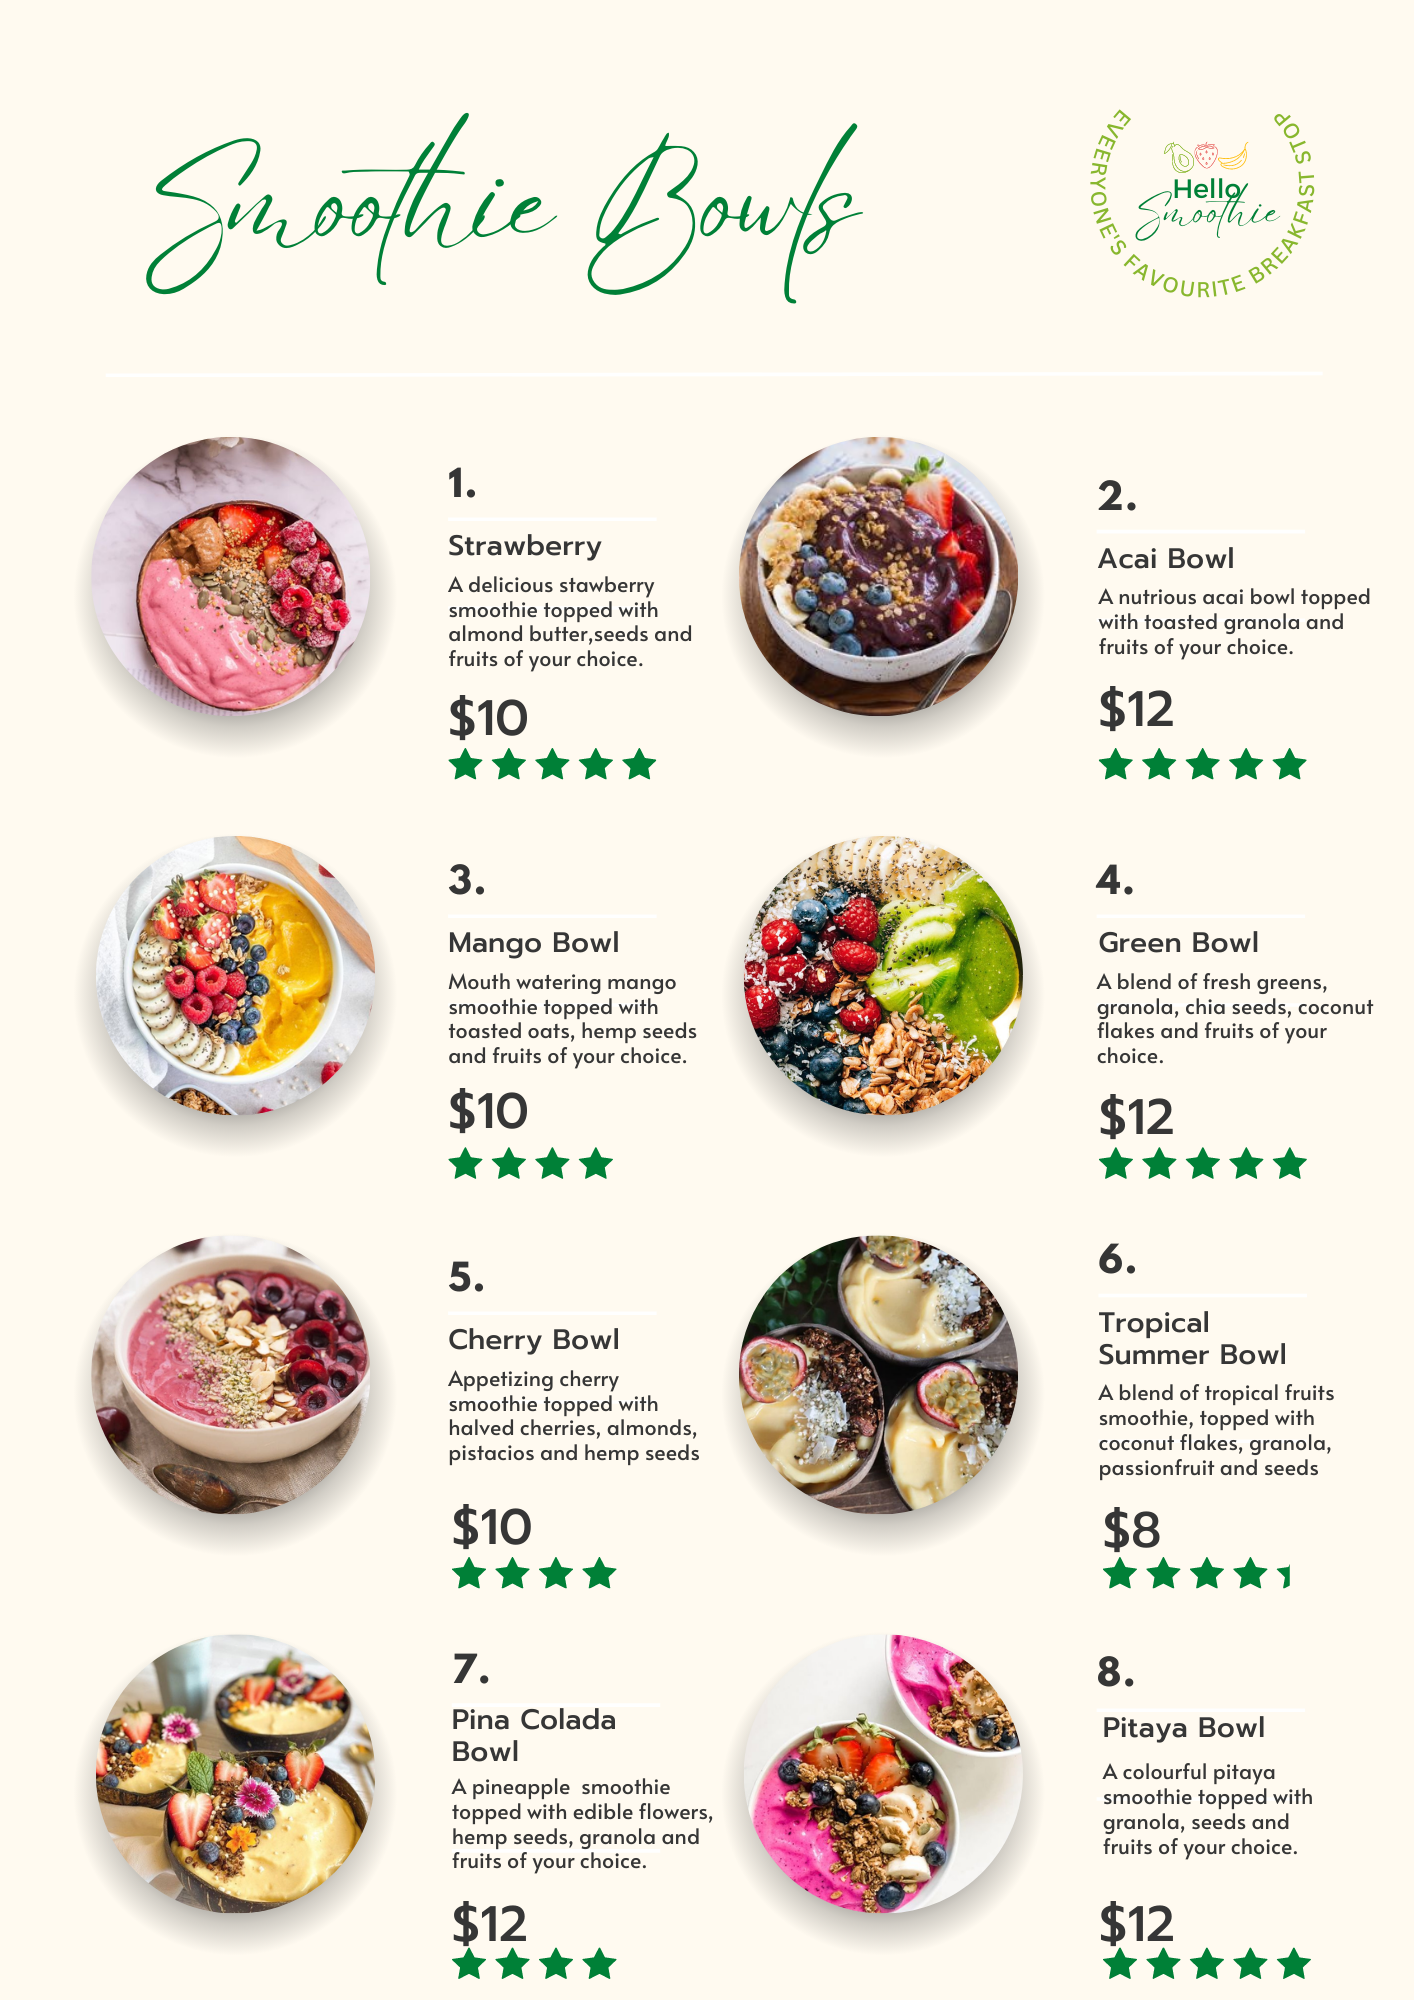 Smoothie Bowls
EVEERYONE'S FAVOURITE BREAKFAST STOP
Hello
Smoothie
1.
Strawberry
A delicious stawberry
smoothie topped with
almond butter,seeds and
fruits of your choice.
$10
2.
Acai Bowl
A nutrious acai bowl topped
with toasted granola and
fruits of your choice.
$12
3.
Mango Bowl
Mouth watering mango
smoothie topped with
toasted oats, hemp seeds
and fruits of your choice.
$10
4.
Green Bowl
A blend of fresh greens,
granola, chia seeds, coconut
flakes and fruits of your
choice.
$12
5.
Cherry Bowl
Appetizing cherry
smoothie topped with
halved cherries, almonds,
pistacios and hemp seeds
$10
6.
Tropical
Summer Bowl
A blend of tropical fruits
smoothie, topped with
coconut flakes, granola,
passionfruit and seeds
$8
7.
Pina Colada
Bowl
A pineapple  smoothie
topped with edible flowers,
hemp seeds, granola and
fruits of your choice.
$12
8.
Pitaya Bowl
A colourful pitaya
smoothie topped with
granola, seeds and
fruits of your choice.
$12